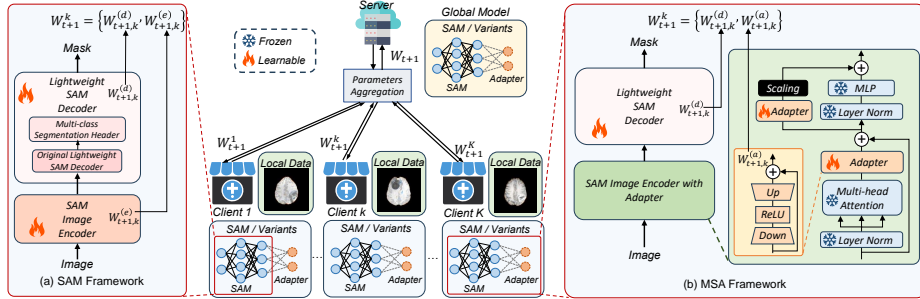 W_{t+1}^{k} = {W_{t+1,k}^{(d)}, W_{t+1,k}^{(e)}}
Mask
Lightweight
SAM
Decoder
W_{t+1,k}^{(d)}
Multi-class
Segmentation Header
Original Lightweight
SAM Decoder
SAM
Image
Encoder
W_{t+1,k}^{(e)}
Image
(a) SAM Framework
Server
Frozen
Learnable
W_{t+1}
Parameters
Aggregation
Global Model
SAM / Variants
SAM
Adapter
W_{t+1}^{1}
W_{t+1}^{k}
W_{t+1}^{K}
Local Data
Client 1
Local Data
Client k
Local Data
Client K
SAM / Variants
SAM
Adapter
SAM / Variants
SAM
Adapter
SAM / Variants
SAM
Adapter
W_{t+1}^{k} = {W_{t+1,k}^{(d)}, W_{t+1,k}^{(a)}}
Mask
Lightweight
SAM
Decoder
W_{t+1,k}^{(d)}
SAM Image Encoder with
Adapter
Image
(b) MSA Framework
Scaling
Adapter
MLP
Layer Norm
W_{t+1,k}^{(a)}
Up
ReLU
Down
Adapter
Multi-head
Attention
Layer Norm